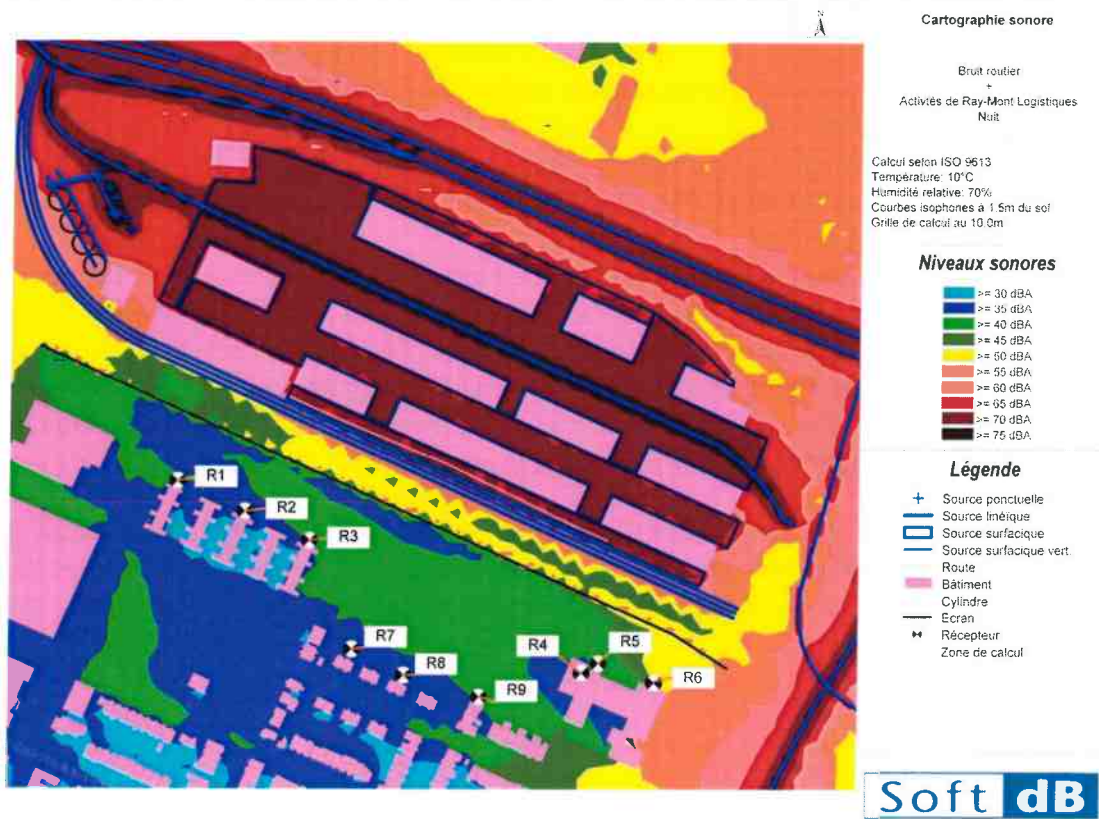 N
Cartographie sonore
Bruit routier
+
Activtés de Ray-Mont Logistiques
Nuit
Calcul selon ISO 9613
Température: 10°C
Humidité relative: 70%
Courbes isophones à 1.5m du sol
Grille de calcul au 10.0m
Niveaux sonores
>= 30 dBA
>= 35 dBA
>= 40 dBA
>= 45 dBA
>= 50 dBA
>= 55 dBA
>= 60 dBA
>= 65 dBA
>= 70 dBA
>= 75 dBA
Légende
Source ponctuelle
Source linéïque
Source surfacique
Source surfacique vert.
Route
Bâtiment
Cylindre
Ecran
Récepteur
Zone de calcul
R1
R2
R3
R7
R4
R5
R8
R6
R9
Soft dB